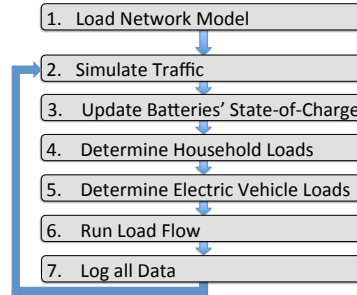 1. Load Network Model
2. Simulate Traffic
3. Update Batteries' State-of-Charge
4. Determine Household Loads
5. Determine Electric Vehicle Loads
6. Run Load Flow
7. Log all Data